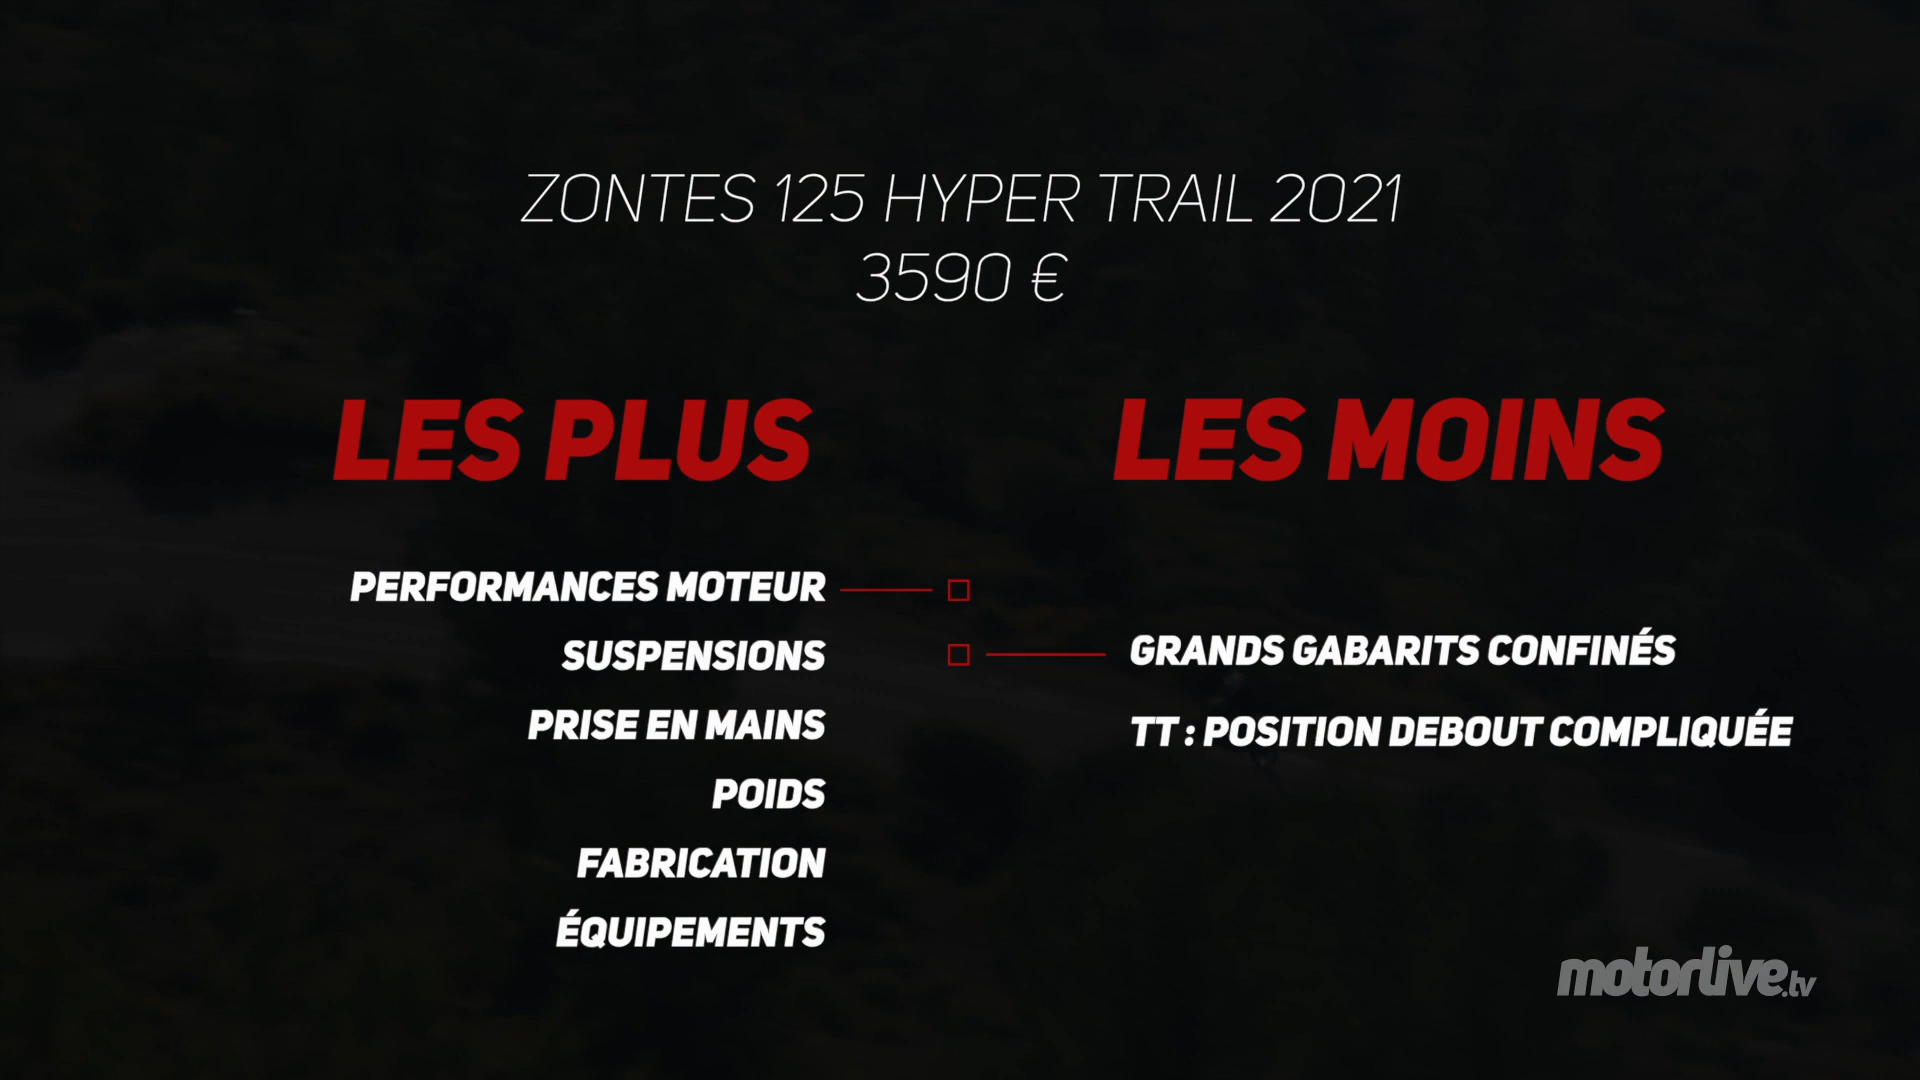 ZONTES 125 HYPER TRAIL 2021
3590 €
LES PLUS
PERFORMANCES MOTEUR
SUSPENSIONS
PRISE EN MAINS
POIDS
FABRICATION
ÉQUIPEMENTS
LES MOINS
GRANDS GABARITS CONFINÉS
TT : POSITION DEBOUT COMPLIQUÉE
motorlive.tv